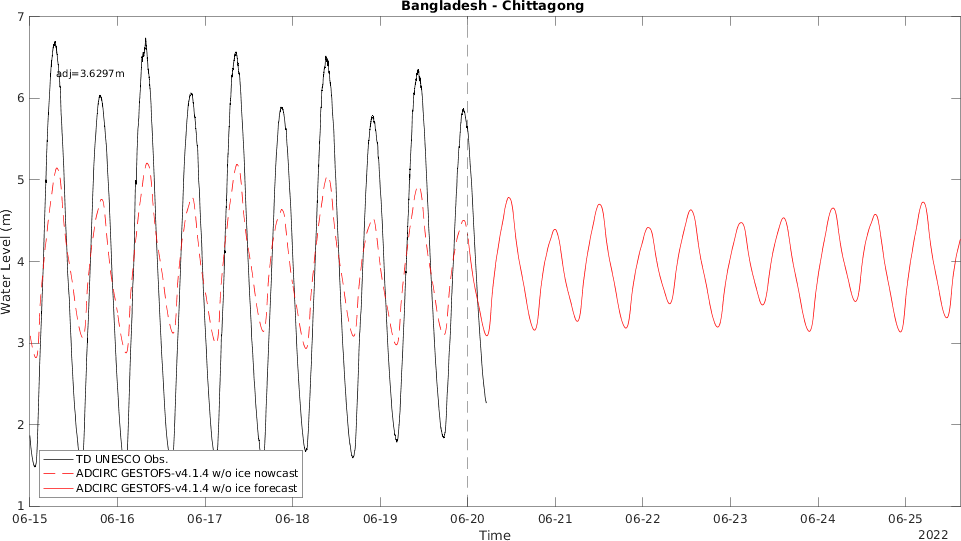 Bangladesh - Chittagong
7
adj=3.6297m
6
5
4
3
2
1
Water Level (m)
TD UNESCO Obs.
ADCIRC GESTOFS-v4.1.4 w/o ice nowcast
ADCIRC GESTOFS-v4.1.4 w/o ice forecast
06-15 06-16 06-17 06-18 06-19 06-20 06-21 06-22 06-23 06-24 06-25
Time
2022